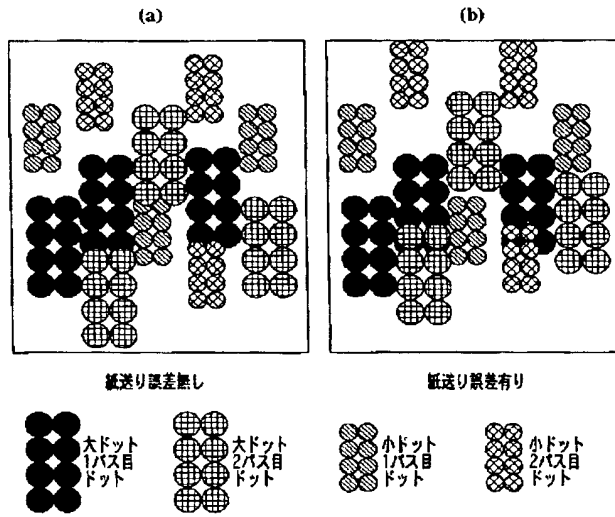 (a)
(b)
紙送り誤差無し
紙送り誤差有り
大ドット
1パス目
ドット
大ドット
2パス目
ドット
小ドット
1パス目
ドット
小ドット
2パス目
ドット